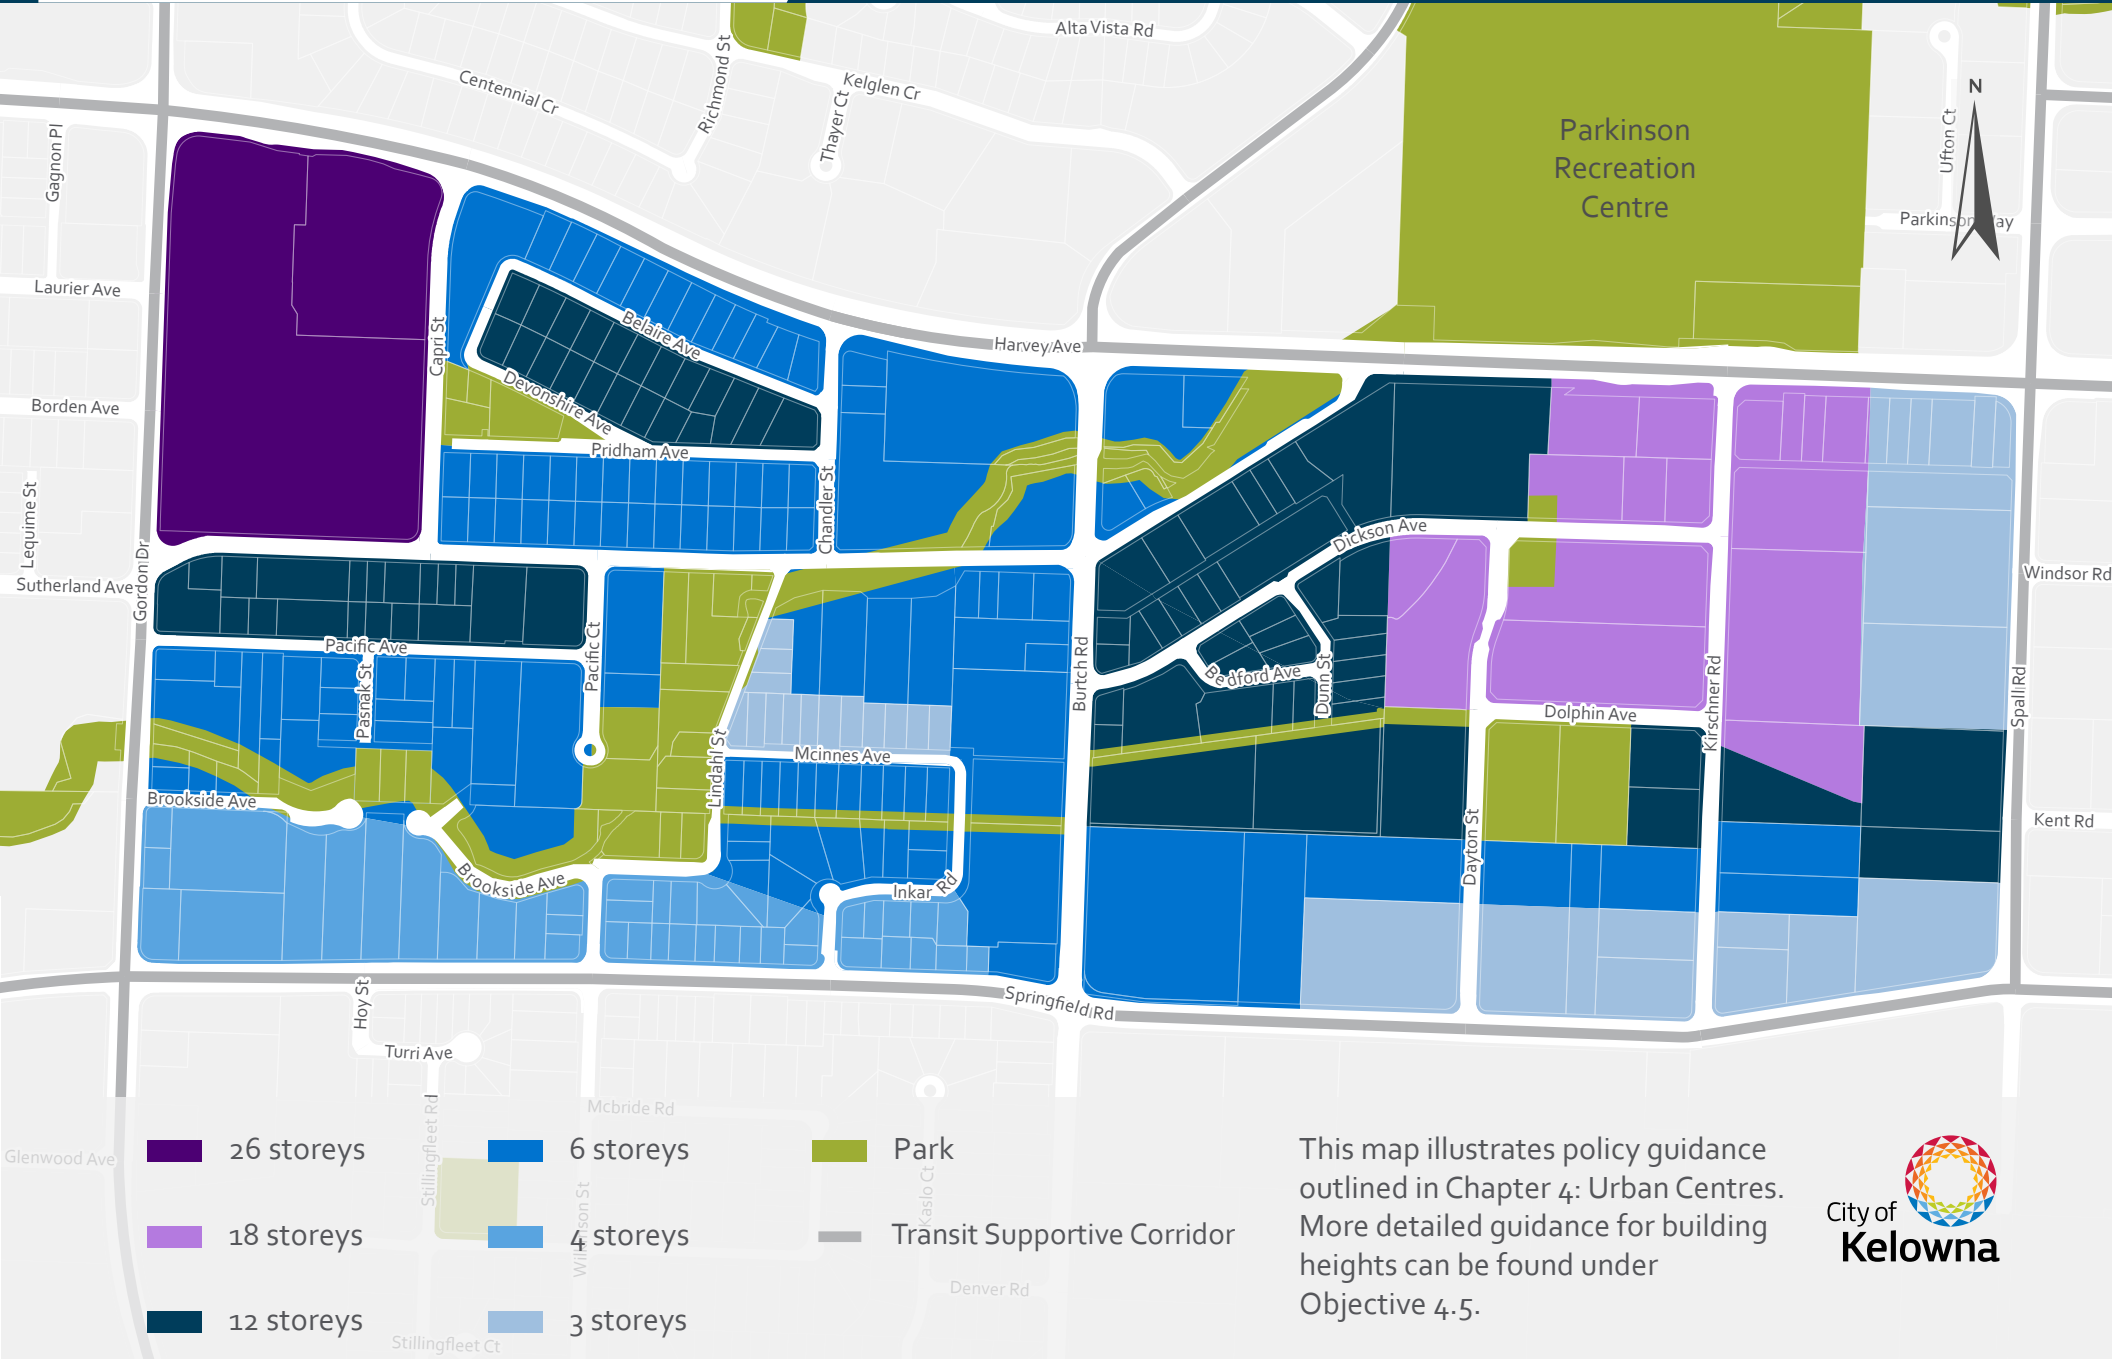 Alta Vista Rd
Centennial Cr
Richmond St
Kelglen Cr
Thayer Ct
Gagnon Pl
Parkinson
Recreation
Centre
N
Ufton Ct
Parkinson Way
Laurier Ave
Capri St
Belaire Ave
Harvey Ave
Borden Ave
Devonshire Ave
Pridham Ave
Chandler St
Lequime St
Dickson Ave
Gordon Dr
Sutherland Ave
Windsor Rd
Pacific Ave
Pasnak St
Pacific Ct
Burtch Rd
Bedford Ave
Dunn St
Kirschner Rd
Spall Rd
Dolphin Ave
Lindahl St
Mcinnes Ave
Brookside Ave
Dayton St
Kent Rd
Brookside Ave
Inkar Rd
Hoy St
Springfield Rd
Turri Ave
Mcbride Rd
Stillingfleet Rd
Glenwood Ave
Wilkinson St
Kaslo Ct
Denver Rd
Stillingfleet Ct
26 storeys
18 storeys
12 storeys
6 storeys
4 storeys
3 storeys
Park
Transit Supportive Corridor
This map illustrates policy guidance
outlined in Chapter 4: Urban Centres.
More detailed guidance for building
heights can be found under
Objective 4.5.
City of
Kelowna